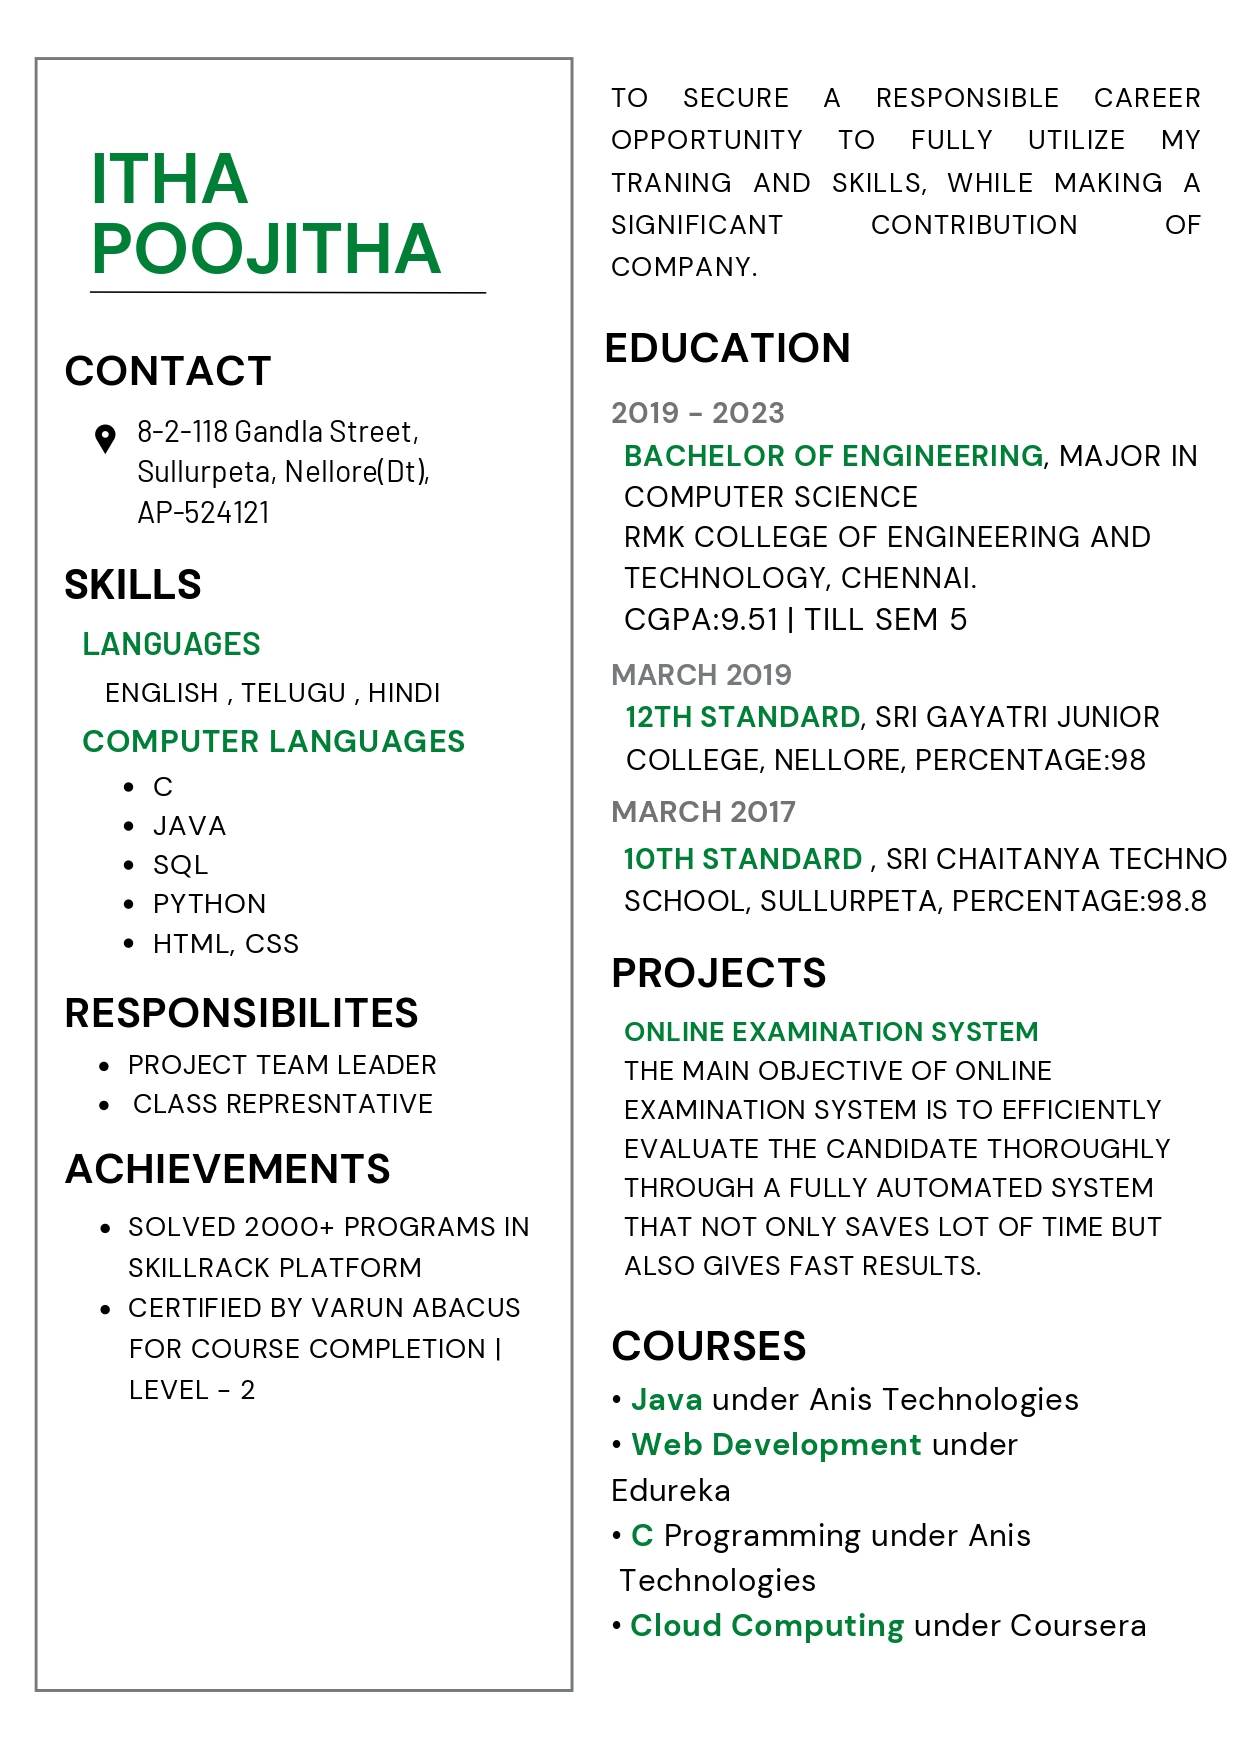 ITHA
POOJITHA
CONTACT
8-2-118 Gandla Street,
Sullurpeta, Nellore(Dt),
AP-524121
SKILLS
LANGUAGES
ENGLISH , TELUGU , HINDI
COMPUTER LANGUAGES
• C
• JAVA
• SQL
• PYTHON
• HTML, CSS
RESPONSIBILITES
• PROJECT TEAM LEADER
• CLASS REPRESNTATIVE
ACHIEVEMENTS
• SOLVED 2000+ PROGRAMS IN
SKILLRACK PLATFORM
• CERTIFIED BY VARUN ABACUS
FOR COURSE COMPLETION |
LEVEL - 2
TO SECURE A RESPONSIBLE CAREER
OPPORTUNITY TO FULLY UTILIZE MY
TRANING AND SKILLS, WHILE MAKING A
SIGNIFICANT CONTRIBUTION OF
COMPANY.
EDUCATION
2019 - 2023
BACHELOR OF ENGINEERING, MAJOR IN
COMPUTER SCIENCE
RMK COLLEGE OF ENGINEERING AND
TECHNOLOGY, CHENNAI.
CGPA:9.51 | TILL SEM 5
MARCH 2019
12TH STANDARD, SRI GAYATRI JUNIOR
COLLEGE, NELLORE, PERCENTAGE:98
MARCH 2017
10TH STANDARD , SRI CHAITANYA TECHNO
SCHOOL, SULLURPETA, PERCENTAGE:98.8
PROJECTS
ONLINE EXAMINATION SYSTEM
THE MAIN OBJECTIVE OF ONLINE
EXAMINATION SYSTEM IS TO EFFICIENTLY
EVALUATE THE CANDIDATE THOROUGHLY
THROUGH A FULLY AUTOMATED SYSTEM
THAT NOT ONLY SAVES LOT OF TIME BUT
ALSO GIVES FAST RESULTS.
COURSES
• Java under Anis Technologies
• Web Development under
Edureka
• C Programming under Anis
Technologies
• Cloud Computing under Coursera